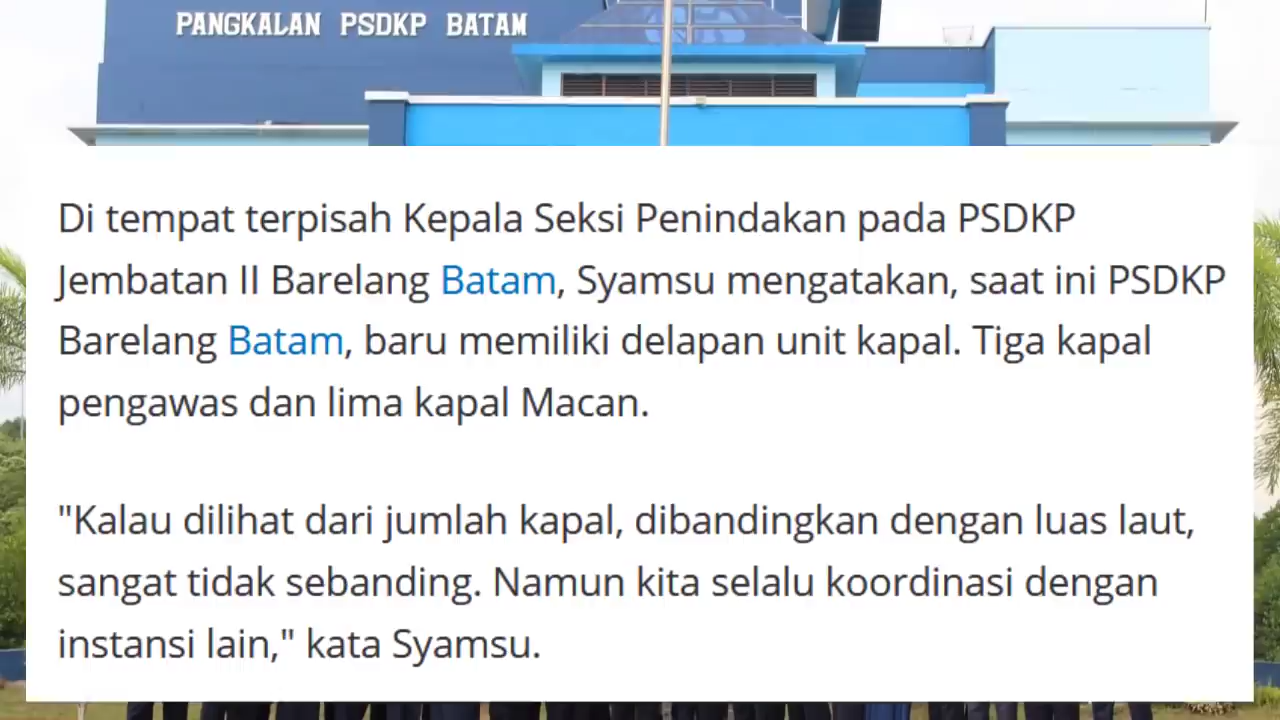 PANGKALAN PSDKP BATAM
Di tempat terpisah Kepala Seksi Penindakan pada PSDKP
Jembatan II Barelang Batam, Syamsu mengatakan, saat ini PSDKP
Barelang Batam, baru memiliki delapan unit kapal. Tiga kapal
pengawas dan lima kapal Macan.
"Kalau dilihat dari jumlah kapal, dibandingkan dengan luas laut,
sangat tidak sebanding. Namun kita selalu koordinasi dengan
instansi lain," kata Syamsu.